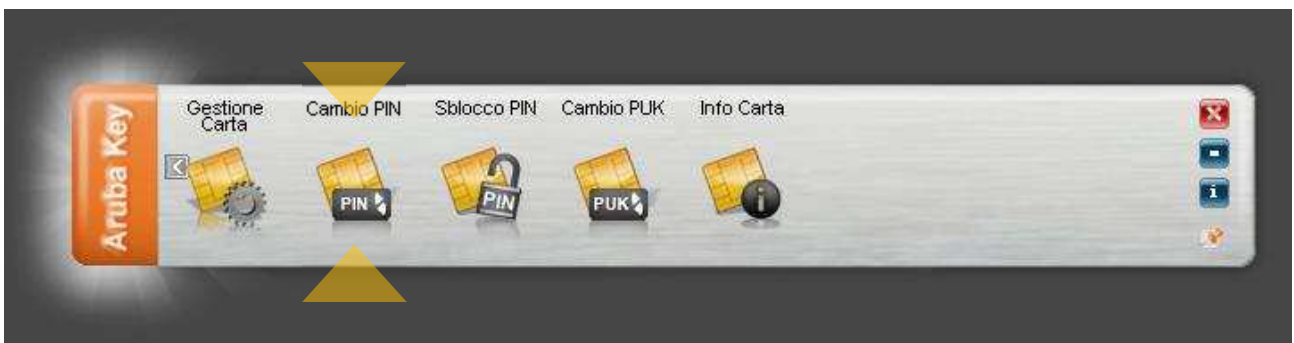 Aruba Key
Gestione
Carta
Cambio PIN
Sblocco PIN
Cambio PUK
Info Carta
PIN
PIN
PUK
i
i